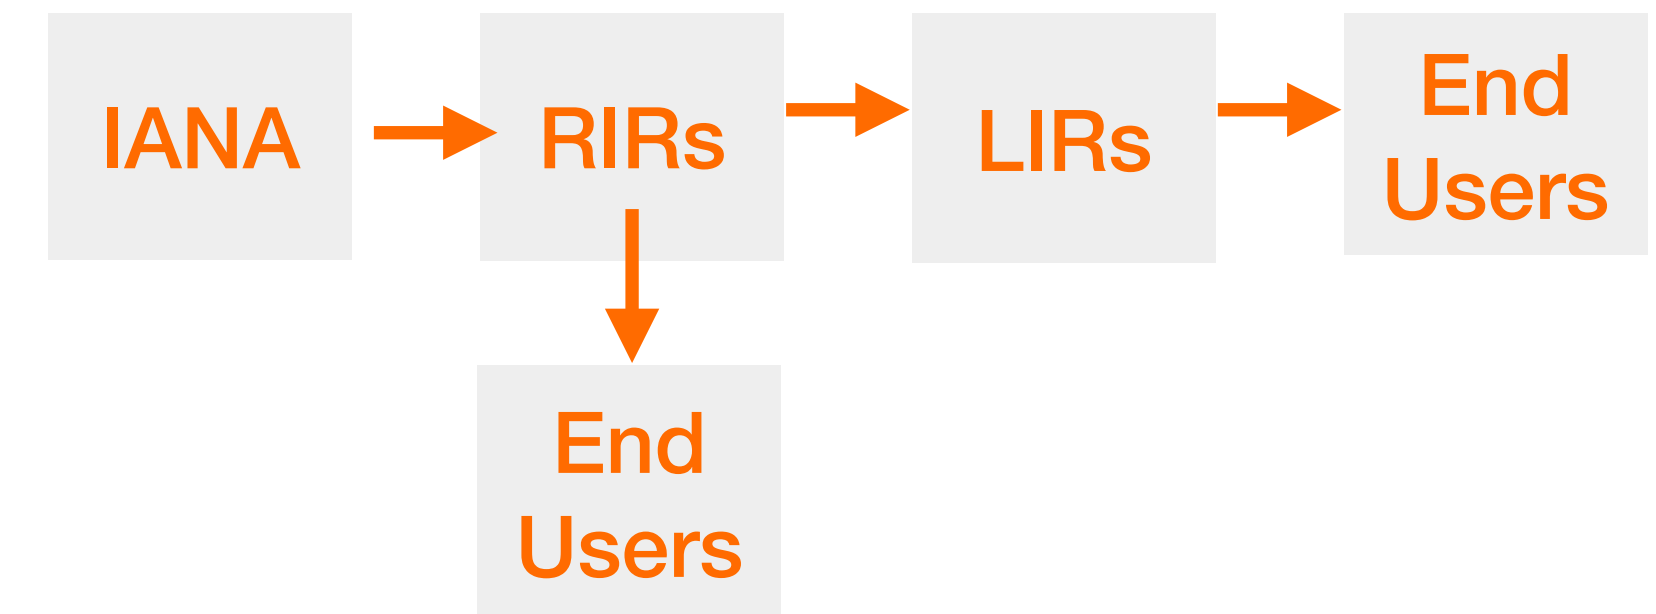 IANA
RIRs
LIRs
End
Users
End
Users